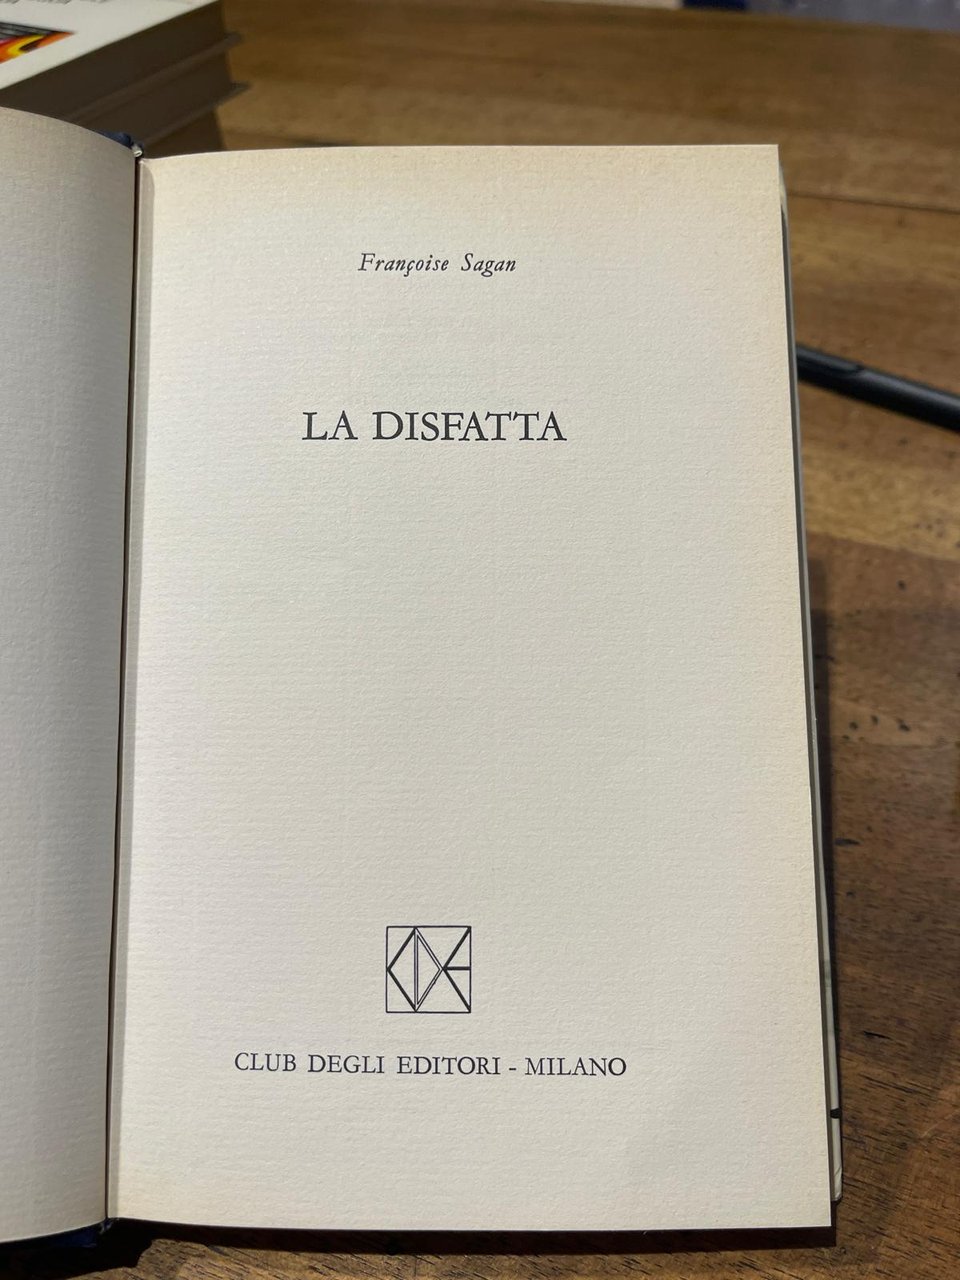 Françoise Sagan
LA DISFATTA
CLUB DEGLI EDITORI - MILANO